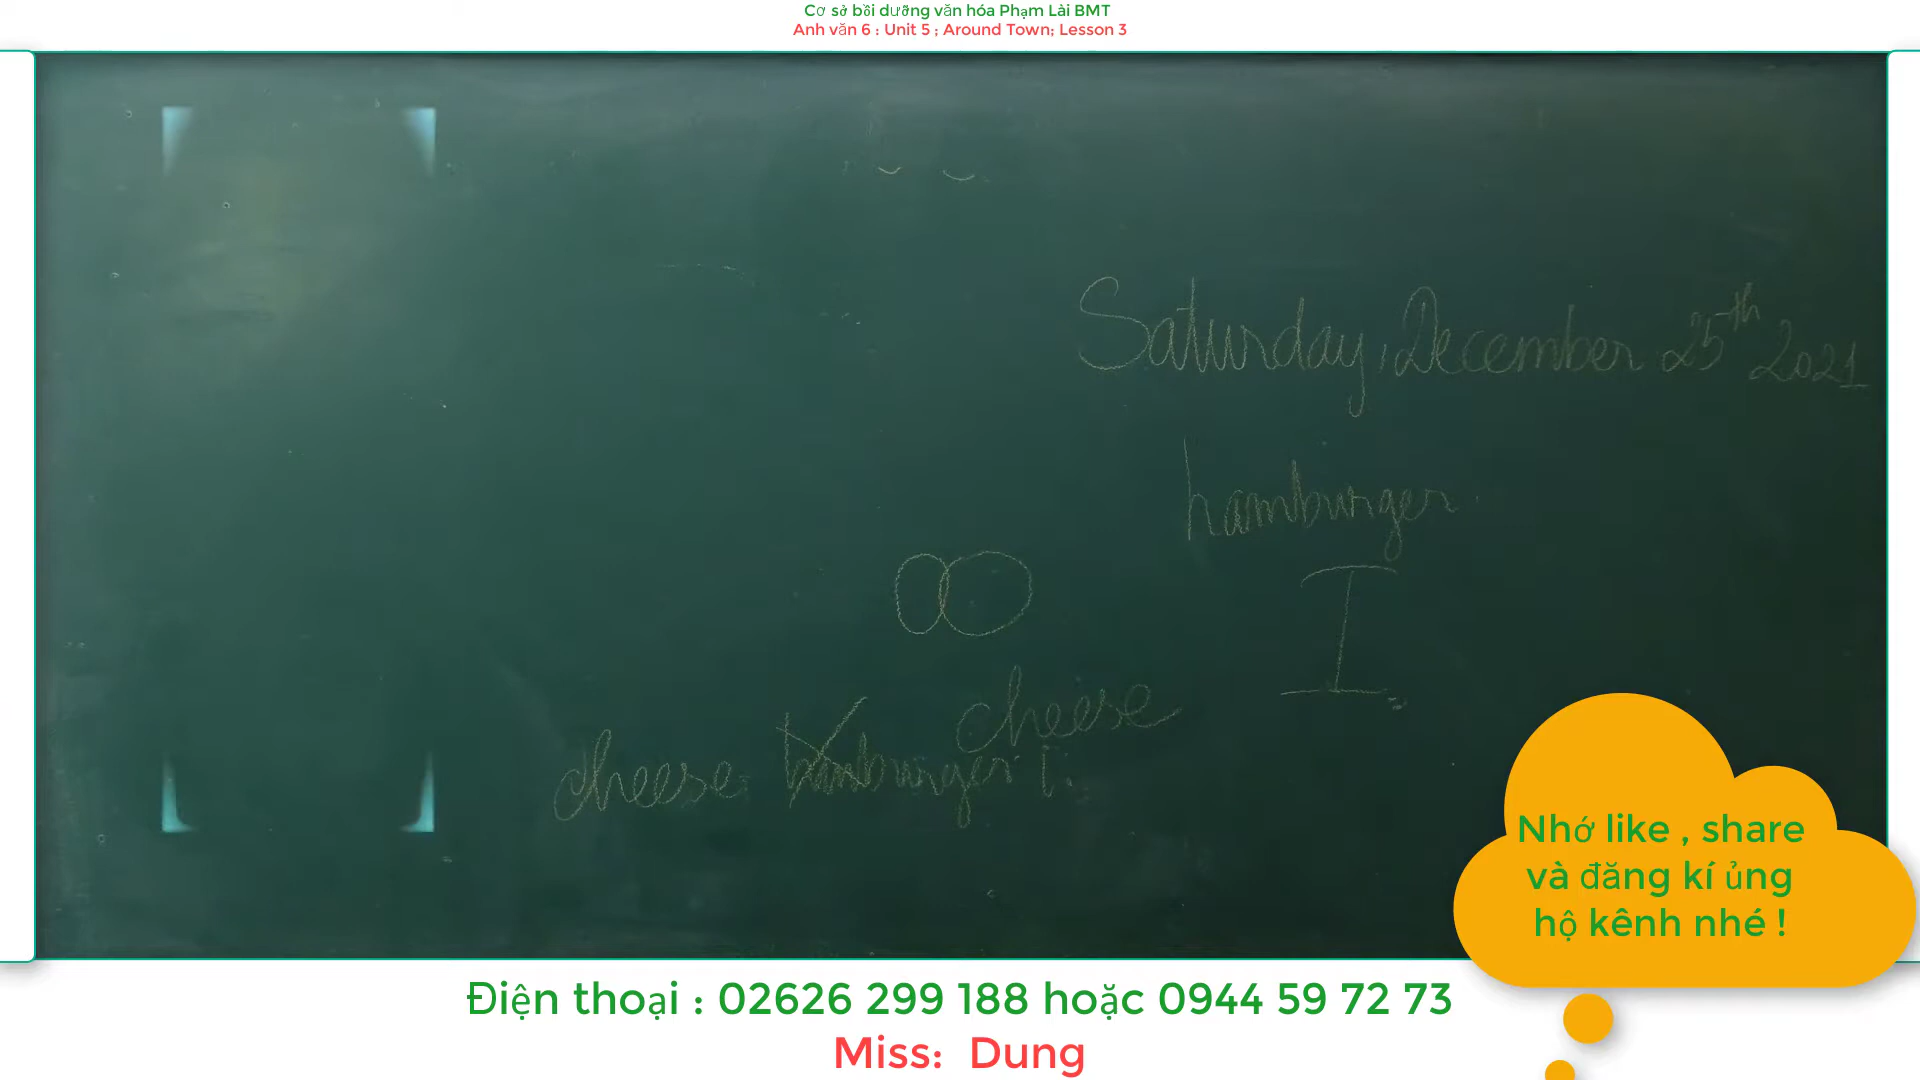 Cơ sở bồi dưỡng văn hóa Phạm Lài BMT
Anh văn 6 : Unit 5 ; Around Town; Lesson 3
Saturday, December 25th 2021
hamburger
I
cheese
cheese hamburger
Nhớ like , share
và đăng kí ủng
hộ kênh nhé !
Điện thoại : 02626 299 188 hoặc 0944 59 72 73
Miss: Dung